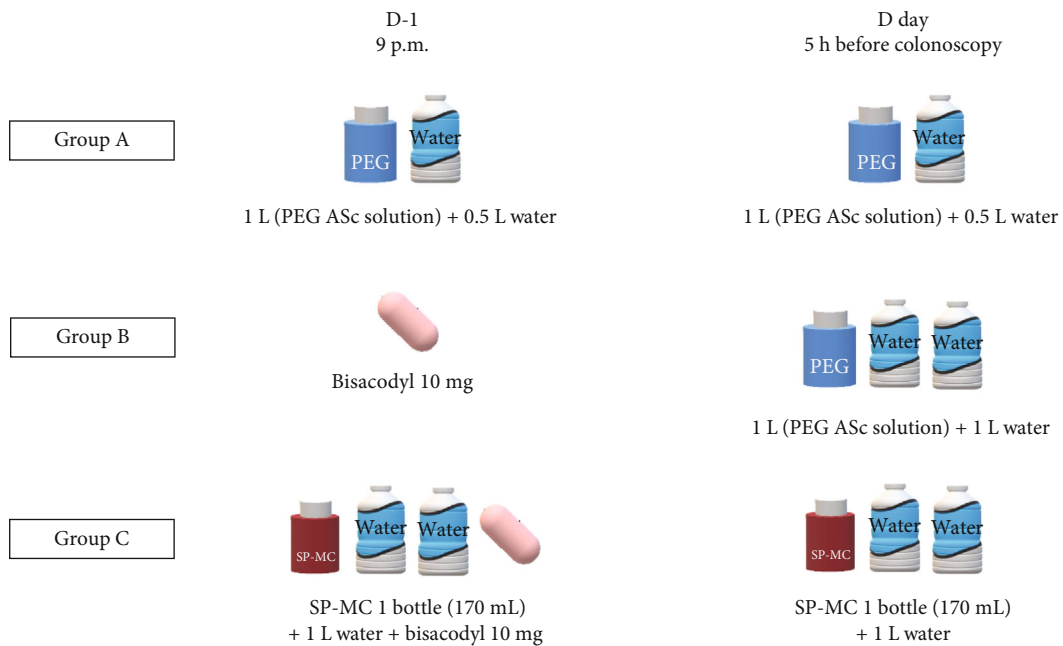 D-1
9 p.m.
D day
5 h before colonoscopy
Group A
PEG
Water
PEG
Water
1 L (PEG ASc solution) + 0.5 L water
1 L (PEG ASc solution) + 0.5 L water
Group B
Bisacodyl 10 mg
PEG
Water
Water
1 L (PEG ASc solution) + 1 L water
Group C
SP-MC
Water
Water
SP-MC
Water
Water
SP-MC 1 bottle (170 mL)
+ 1 L water + bisacodyl 10 mg
SP-MC 1 bottle (170 mL)
+ 1 L water